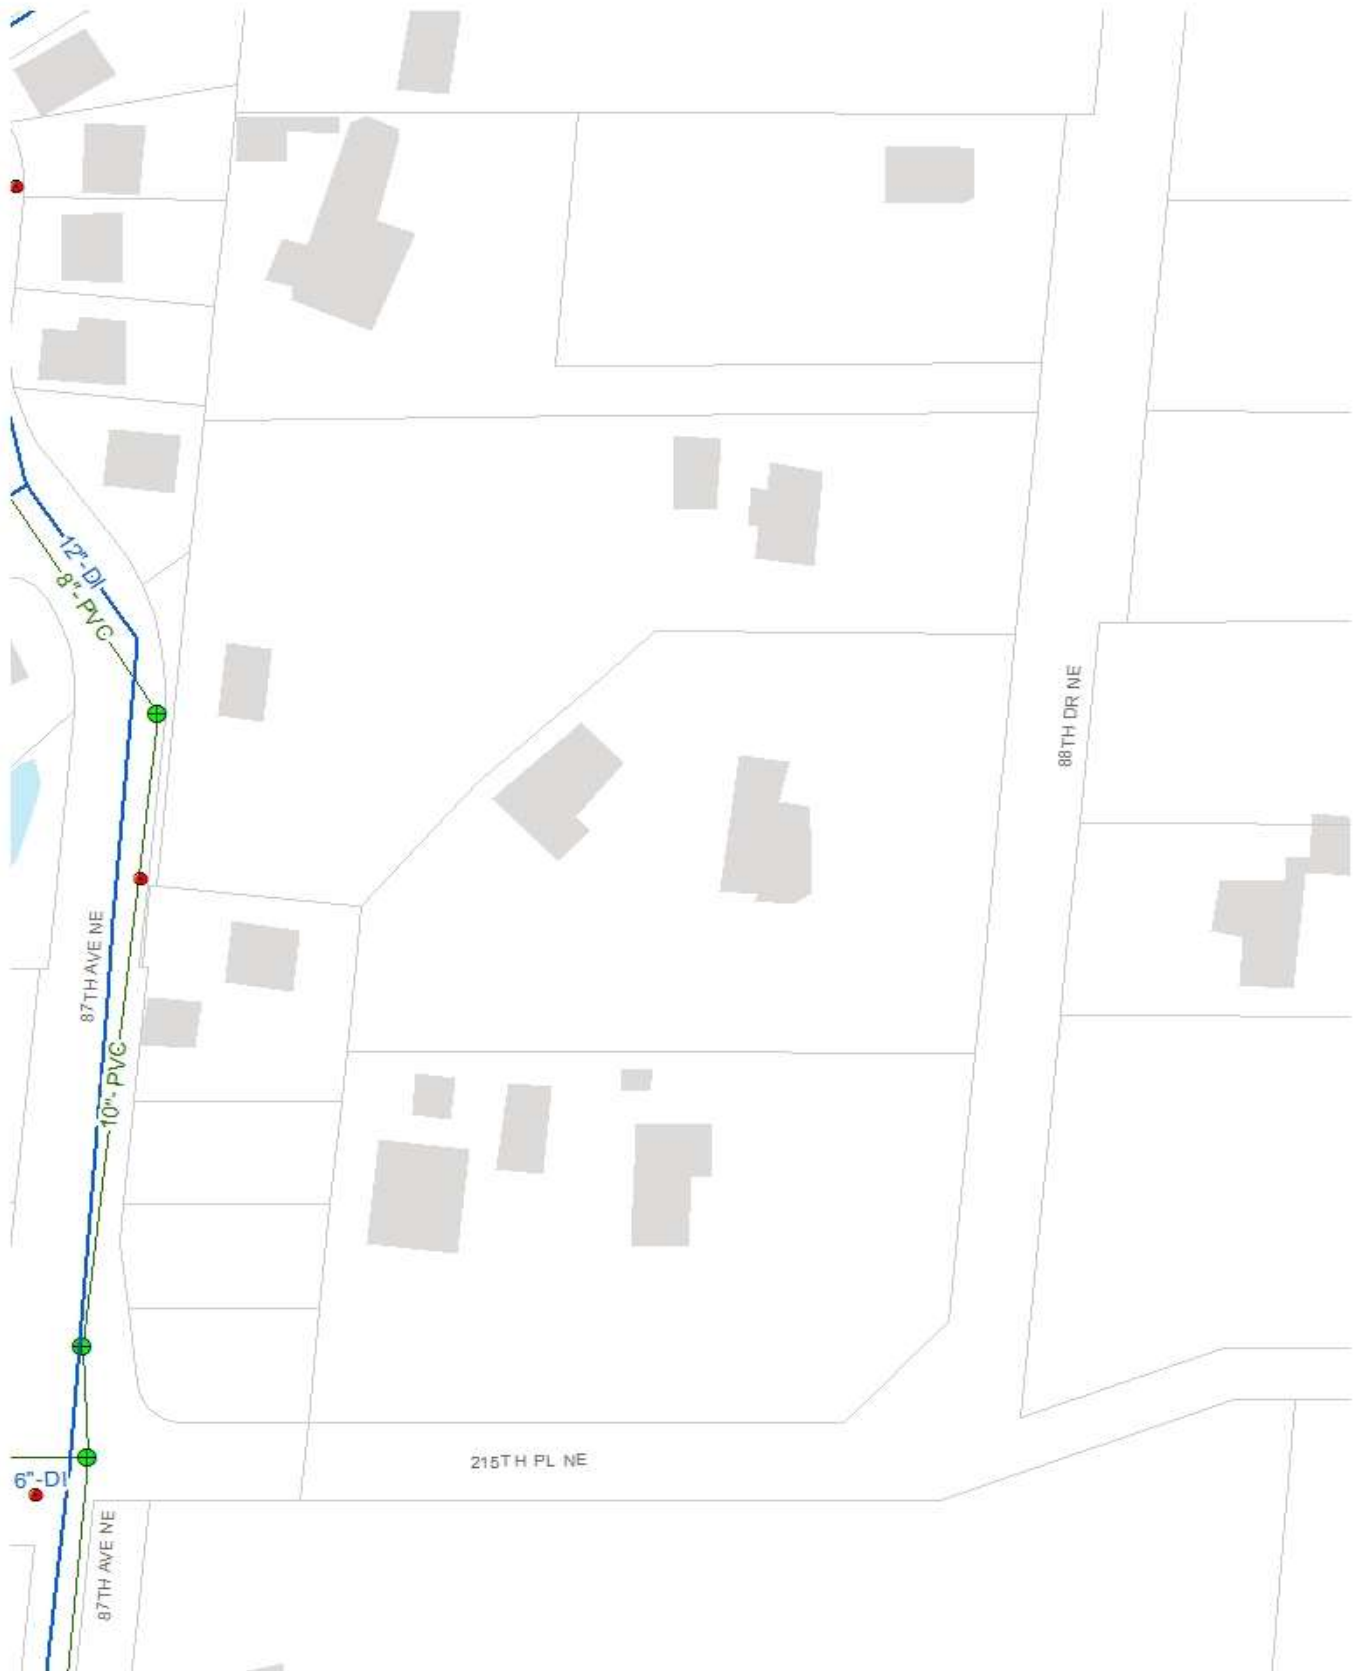 12"-DI
8"-PVC
88TH DR NE
87TH AVE NE
10"-PVC
215TH PL NE
6"-DI
87TH AVE NE